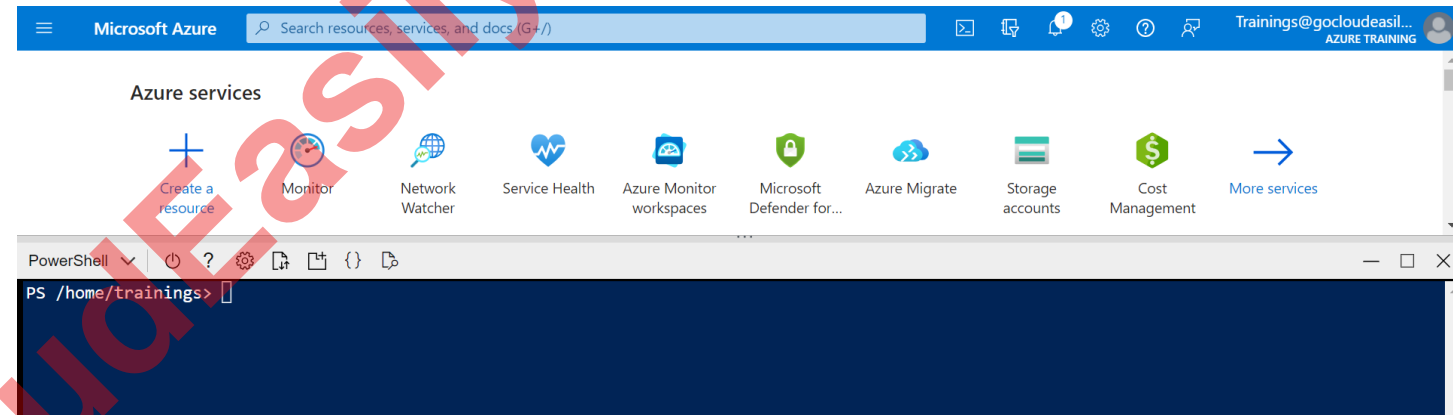 Microsoft Azure
Search resources, services, and docs (G+/)
1
Trainings@gocloudeasil...
AZURE TRAINING
Azure services
Create a resource
Monitor
Network Watcher
Service Health
Azure Monitor workspaces
Microsoft Defender for...
Azure Migrate
Storage accounts
Cost Management
More services
PowerShell
PS /home/trainings>